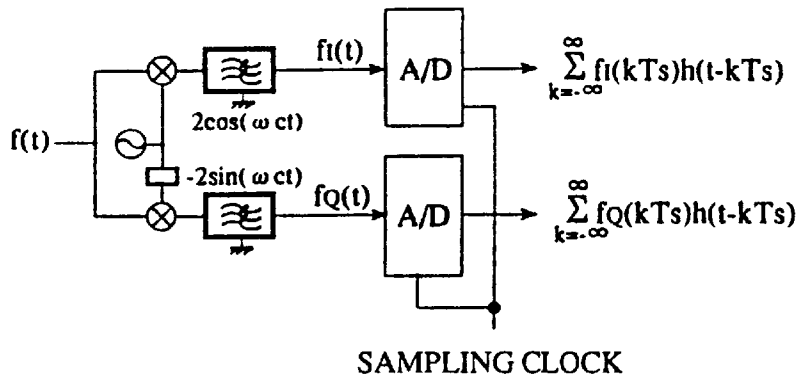 fI(t)
A/D
∞
Σ fI(kTs)h(t-kTs)
k=-∞
2cos( ωct)
f(t)
-2sin( ωct)
fQ(t)
A/D
∞
Σ fQ(kTs)h(t-kTs)
k=-∞
SAMPLING CLOCK